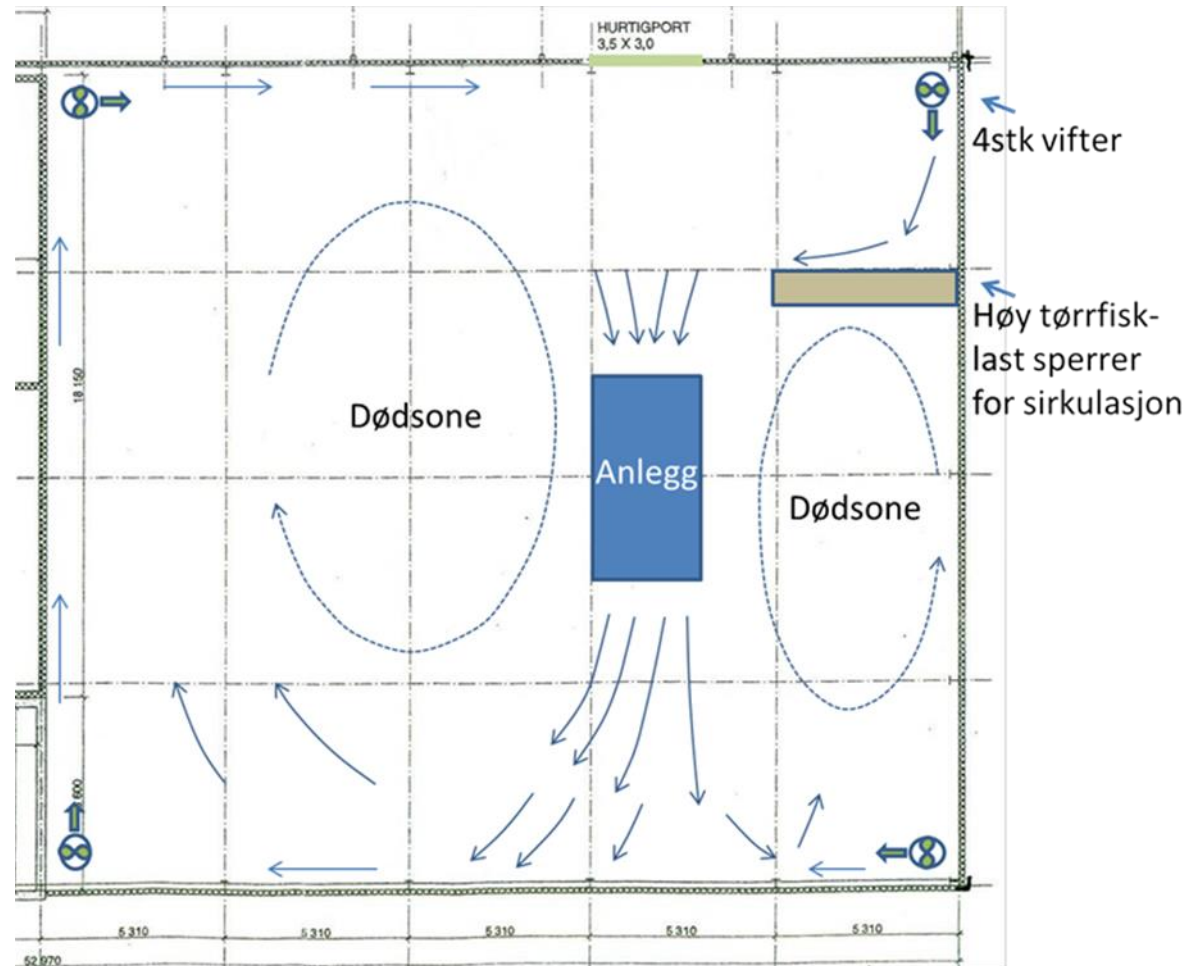 HURTIGPORT
3,5 X 3,0
4stk vifter
Høy tørrfisk-
last sperrer
for sirkulasjon
18 150
Dødsone
Anlegg
Dødsone
600
5 310
5 310
5 310
5 310
5 310
52 970